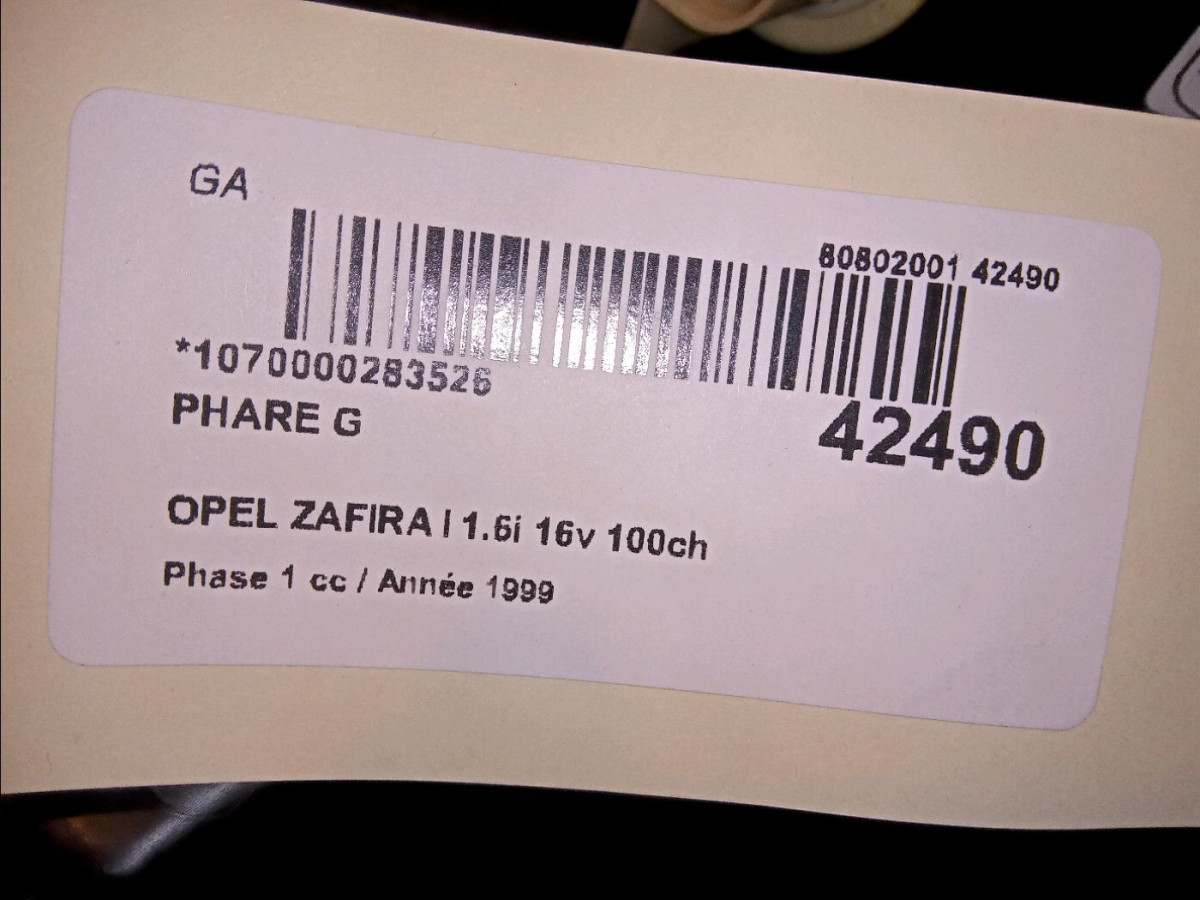 GA
80802001 42490
*1070000283526
42490
PHARE G
OPEL ZAFIRA I 1.6i 16v 100ch
Phase 1 cc / Année 1999